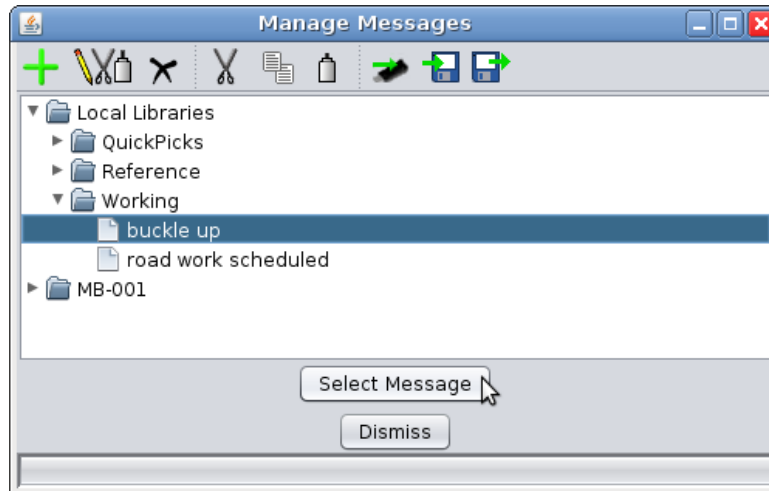 Manage Messages
Local Libraries
QuickPicks
Reference
Working
buckle up
road work scheduled
MB-001
Select Message
Dismiss